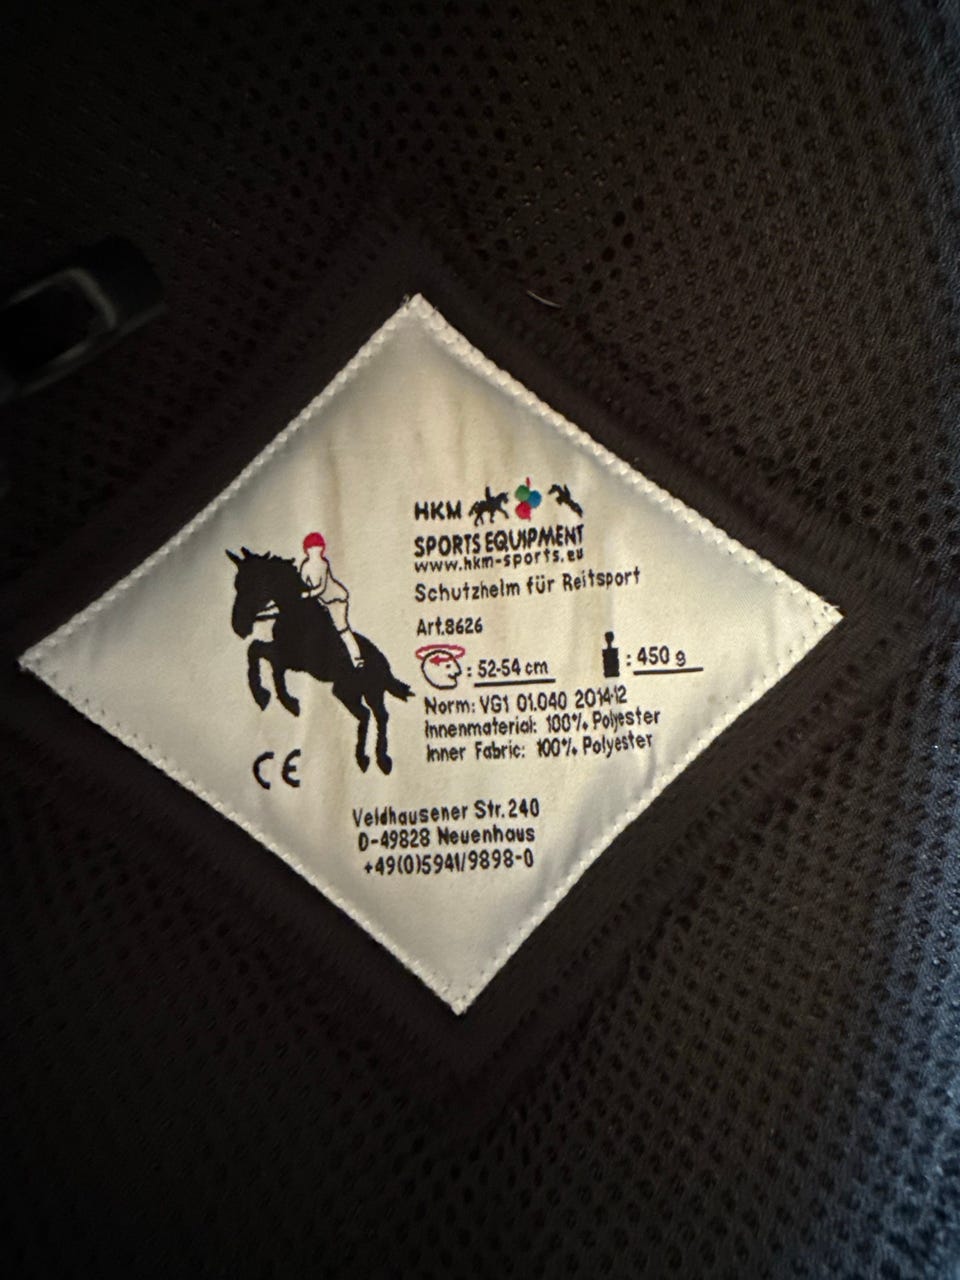 HKM
SPORTS EQUIPMENT
www.hkm-sports.eu
Schutzhelm für Reitsport
Art.8626
: 52-54 cm : 450 g
Norm: VG1 01.040 2014-12
Innenmaterial: 100% Polyester
Inner Fabric: 100% Polyester
CE
Veldhausener Str. 240
D-49828 Neuenhaus
+49(0)5941/9898-0